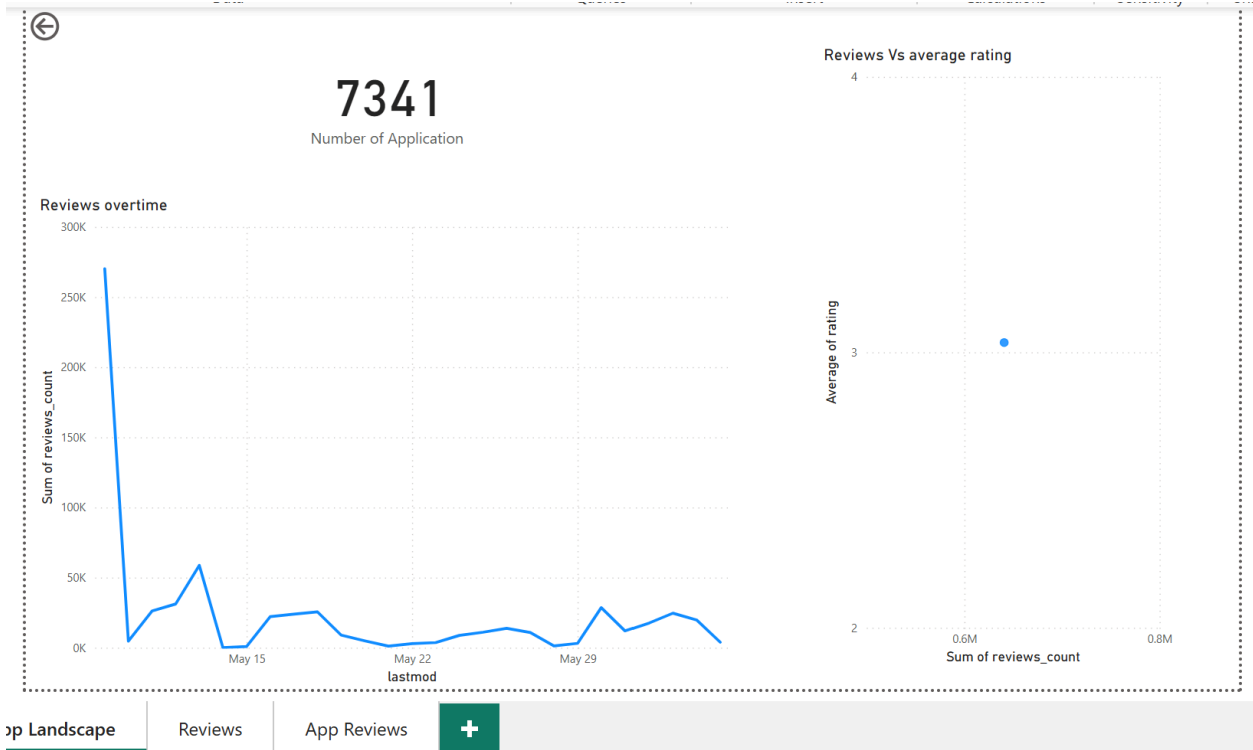 7341
Number of Application
Reviews overtime
300K
250K
200K
150K
100K
50K
0K
Sum of reviews_count
May 15
May 22
May 29
lastmod
Reviews Vs average rating
4
3
2
Average of rating
0.6M
0.8M
Sum of reviews_count
pp Landscape
Reviews
App Reviews
+